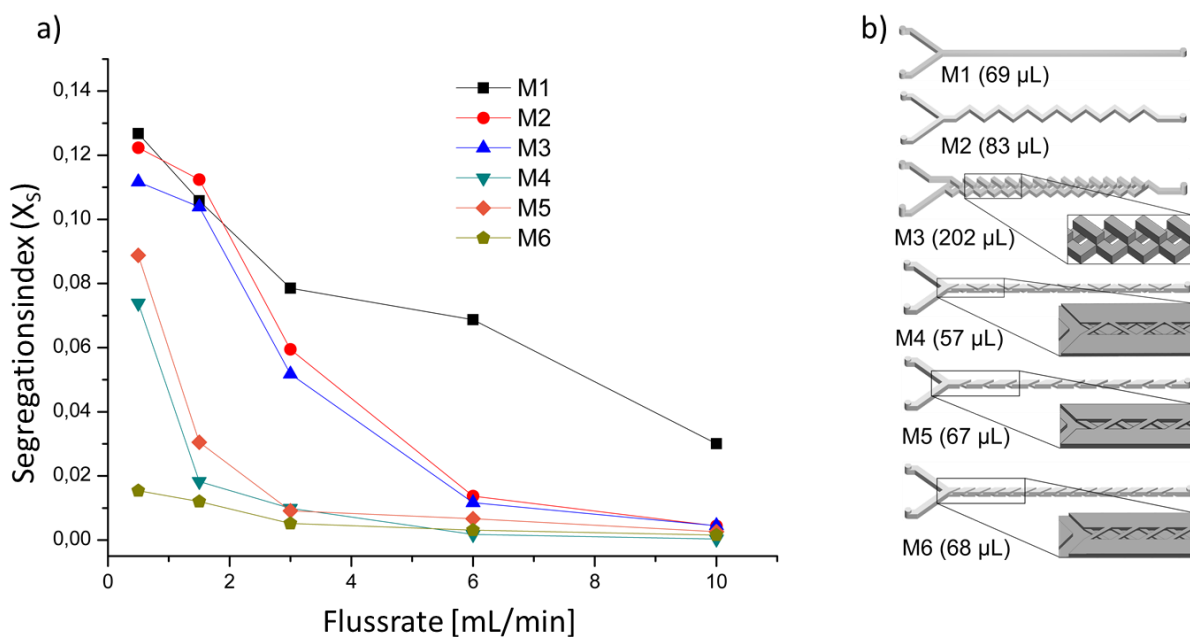 a)
0,14
0,12
0,10
0,08
0,06
0,04
0,02
0,00
Segregationsindex (XS)
0 2 4 6 8 10
Flussrate [mL/min]
M1
M2
M3
M4
M5
M6
b)
M1 (69 µL)
M2 (83 µL)
M3 (202 µL)
M4 (57 µL)
M5 (67 µL)
M6 (68 µL)